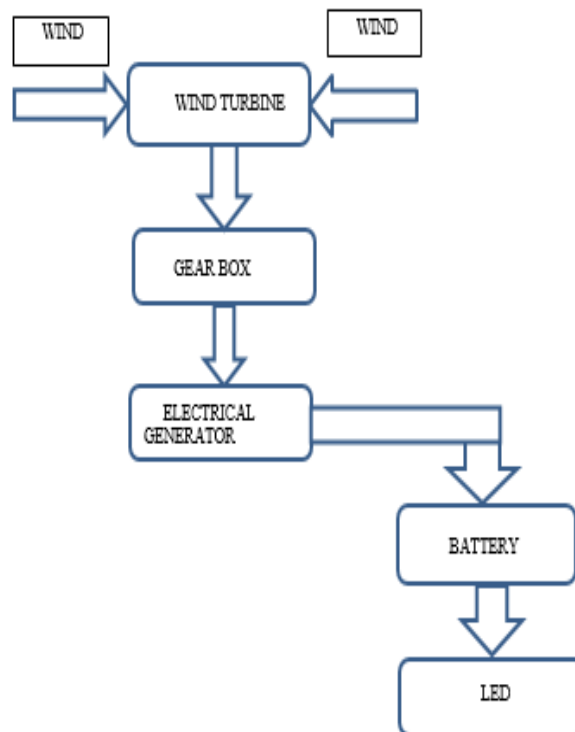 WIND
WIND
WIND TURBINE
GEAR BOX
ELECTRICAL
GENERATOR
BATTERY
LED